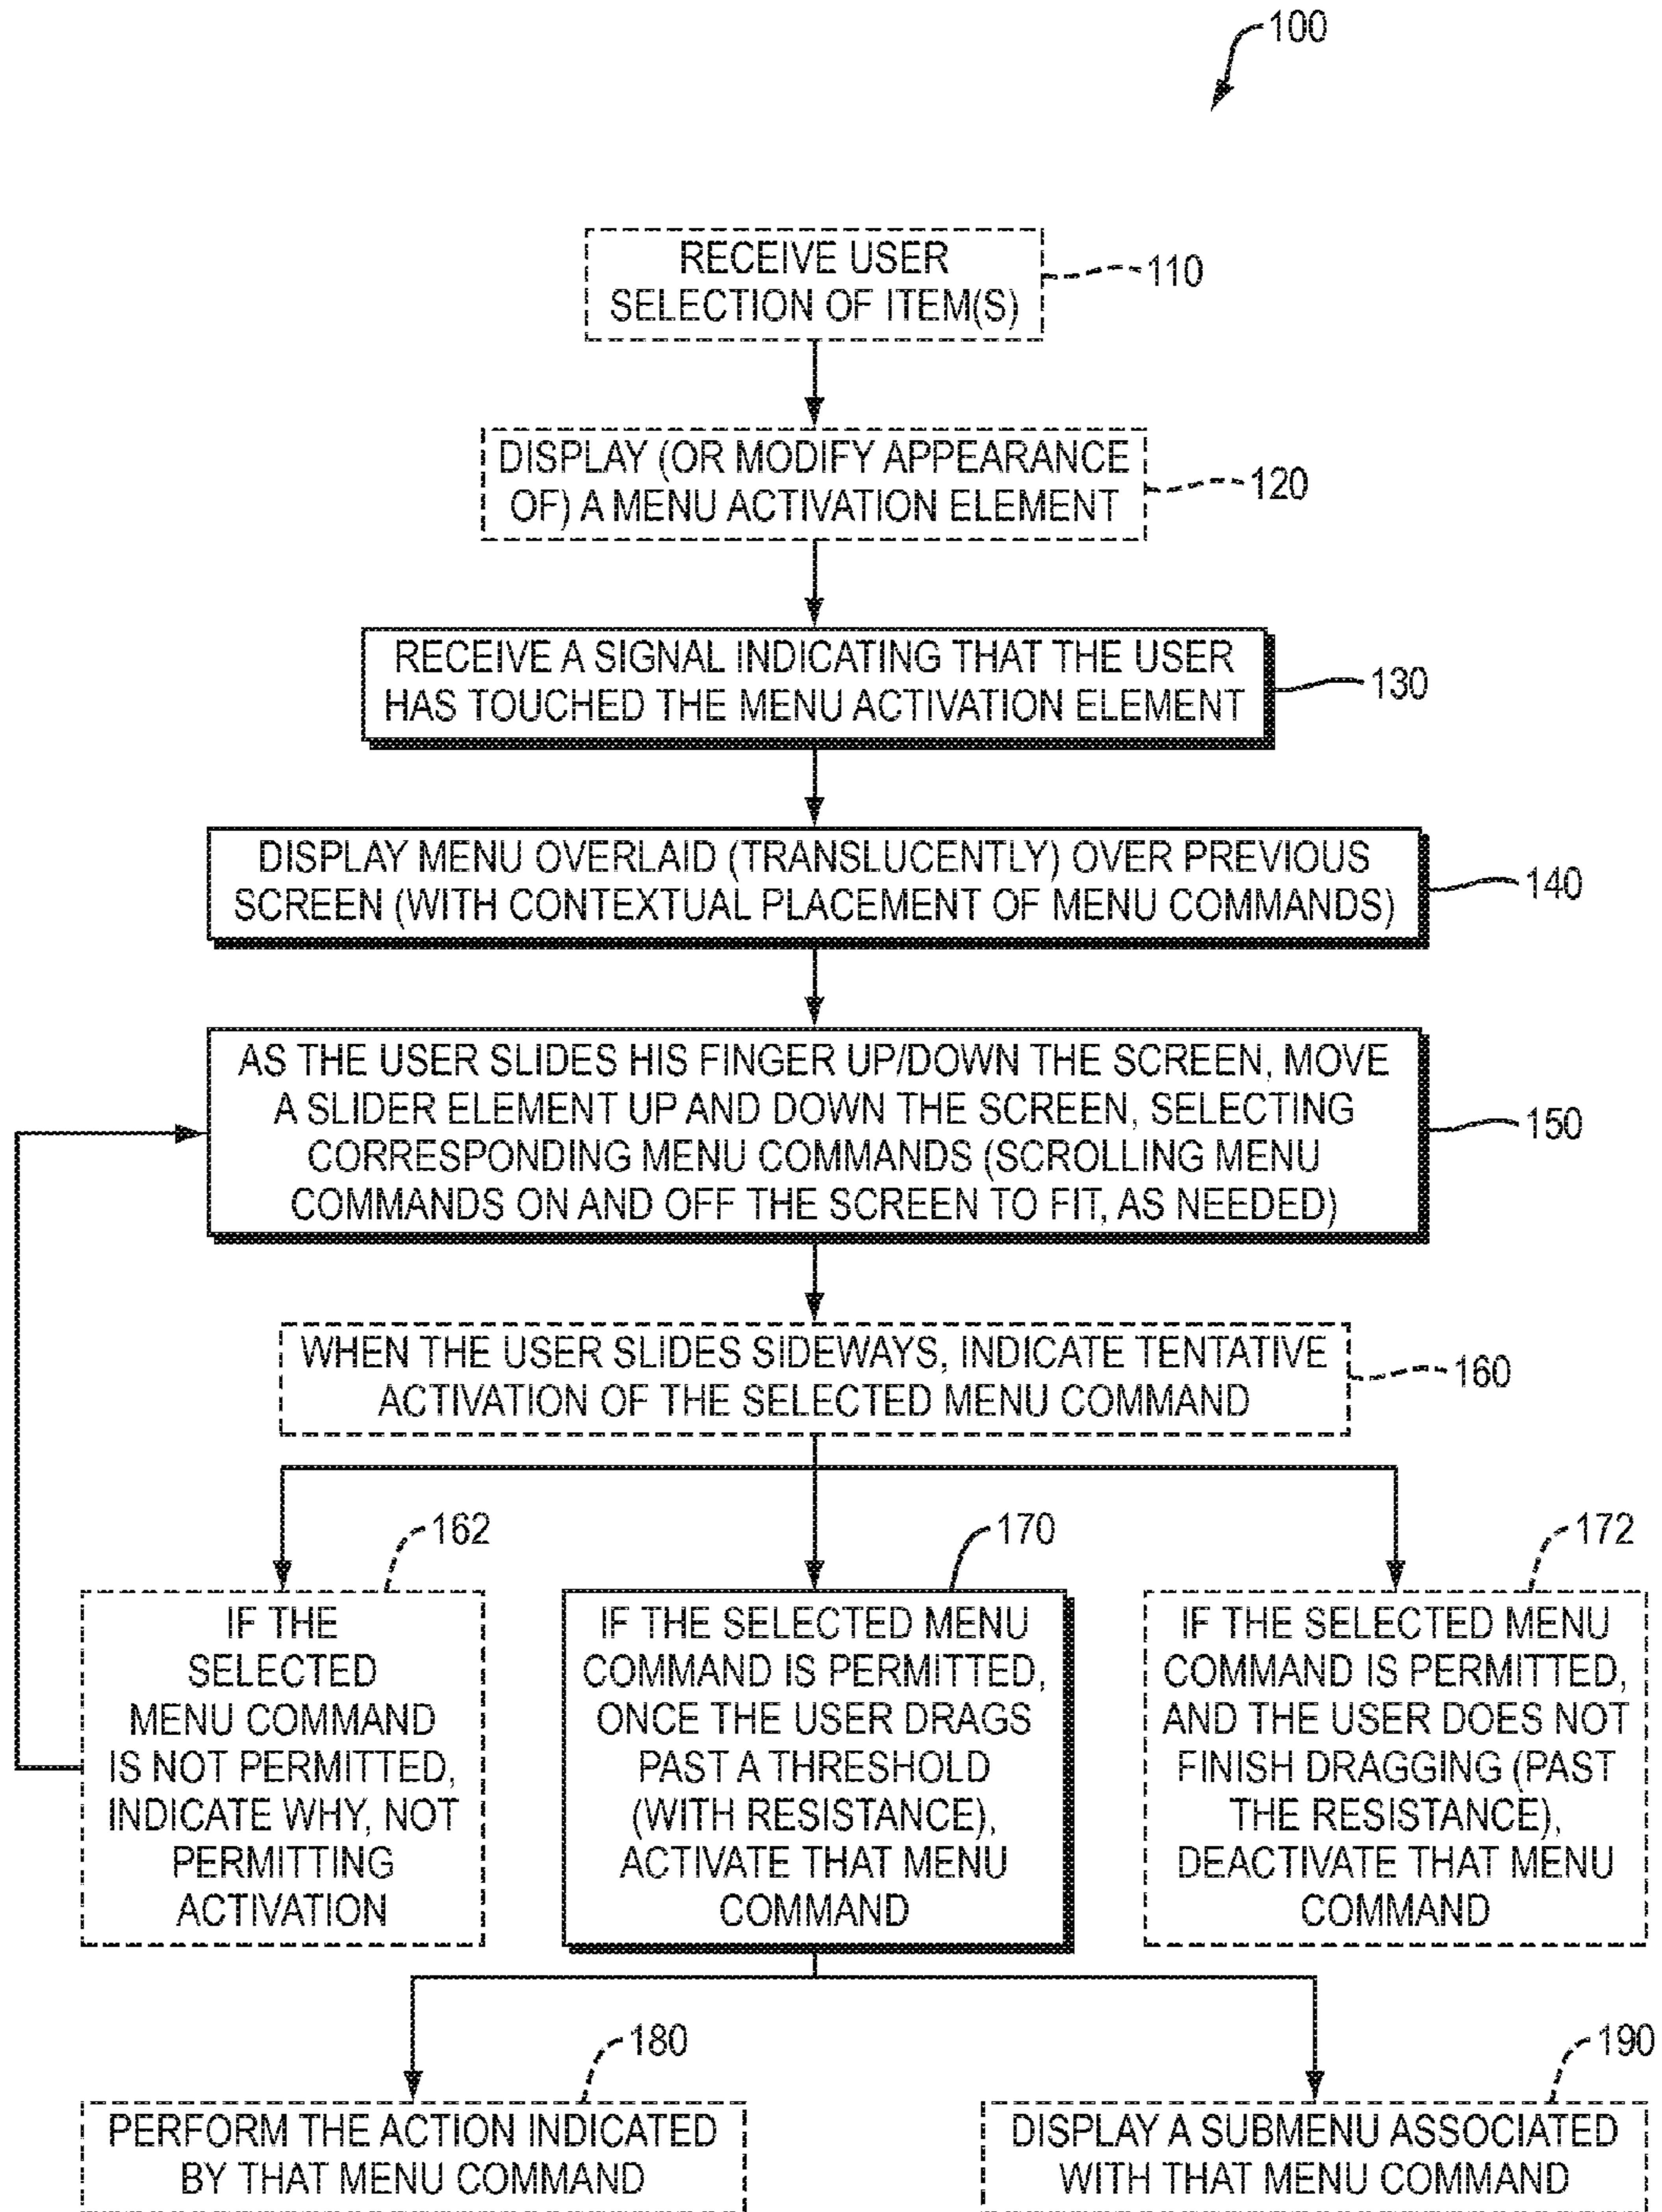 100
RECEIVE USER
SELECTION OF ITEM(S)
110
DISPLAY (OR MODIFY APPEARANCE
OF) A MENU ACTIVATION ELEMENT
120
RECEIVE A SIGNAL INDICATING THAT THE USER
HAS TOUCHED THE MENU ACTIVATION ELEMENT
130
DISPLAY MENU OVERLAID (TRANSLUCENTLY) OVER PREVIOUS
SCREEN (WITH CONTEXTUAL PLACEMENT OF MENU COMMANDS)
140
AS THE USER SLIDES HIS FINGER UP/DOWN THE SCREEN, MOVE
A SLIDER ELEMENT UP AND DOWN THE SCREEN, SELECTING
CORRESPONDING MENU COMMANDS (SCROLLING MENU
COMMANDS ON AND OFF THE SCREEN TO FIT, AS NEEDED)
150
WHEN THE USER SLIDES SIDEWAYS, INDICATE TENTATIVE
ACTIVATION OF THE SELECTED MENU COMMAND
160
162
IF THE
SELECTED
MENU COMMAND
IS NOT PERMITTED,
INDICATE WHY, NOT
PERMITTING
ACTIVATION
170
IF THE SELECTED MENU
COMMAND IS PERMITTED,
ONCE THE USER DRAGS
PAST A THRESHOLD
(WITH RESISTANCE),
ACTIVATE THAT MENU
COMMAND
172
IF THE SELECTED MENU
COMMAND IS PERMITTED,
AND THE USER DOES NOT
FINISH DRAGGING (PAST
THE RESISTANCE),
DEACTIVATE THAT MENU
COMMAND
180
PERFORM THE ACTION INDICATED
BY THAT MENU COMMAND
190
DISPLAY A SUBMENU ASSOCIATED
WITH THAT MENU COMMAND